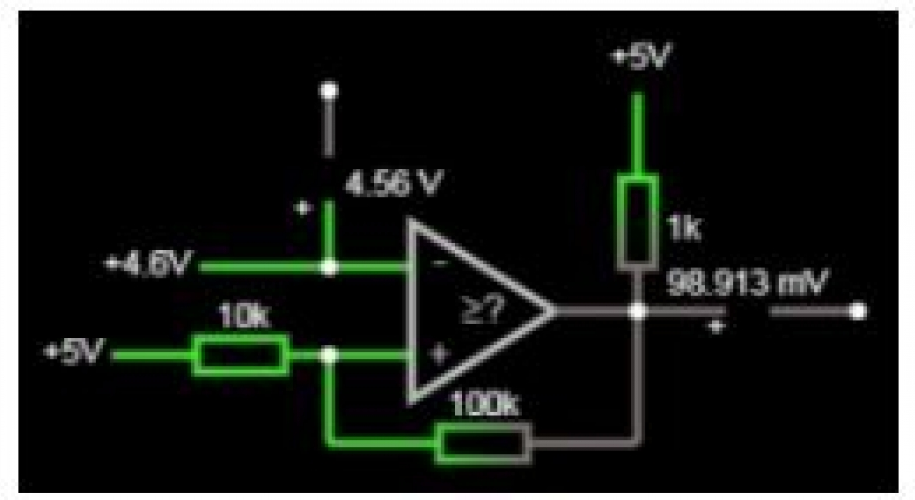 +5V
4.56 V
+
+4.6V
-
1k
98.913 mV
10k
≥?
+
+5V
+
100k